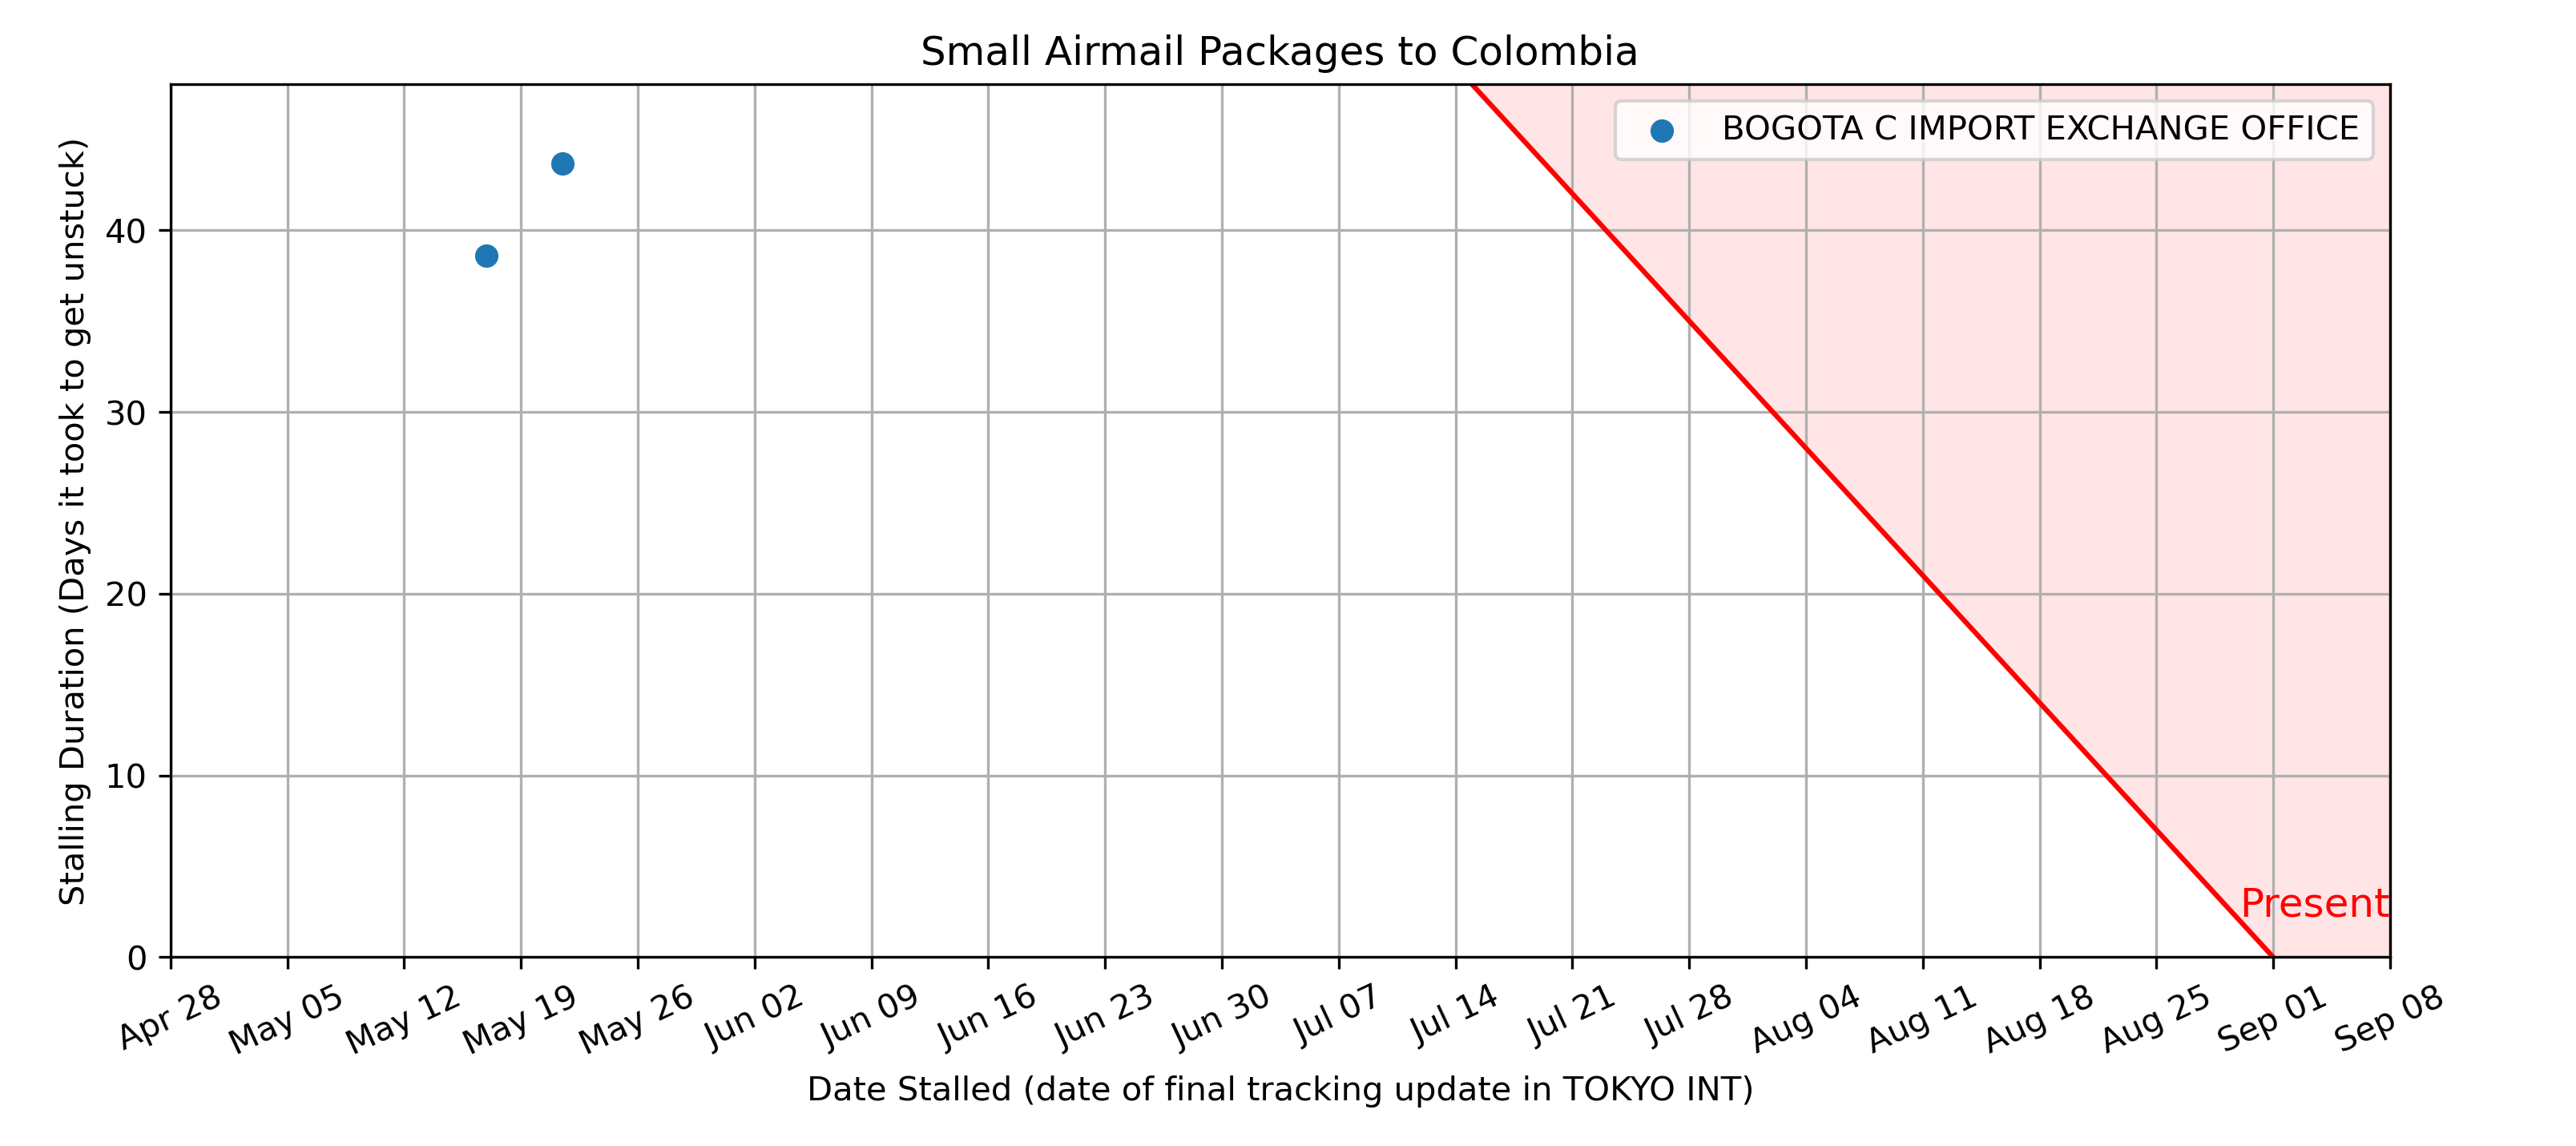 Small Airmail Packages to Colombia
BOGOTA C IMPORT EXCHANGE OFFICE
Stalling Duration (Days it took to get unstuck)
40
30
20
10
0
Present
Apr 28
May 05
May 12
May 19
May 26
Jun 02
Jun 09
Jun 16
Jun 23
Jun 30
Jul 07
Jul 14
Jul 21
Jul 28
Aug 04
Aug 11
Aug 18
Aug 25
Sep 01
Sep 08
Date Stalled (date of final tracking update in TOKYO INT)